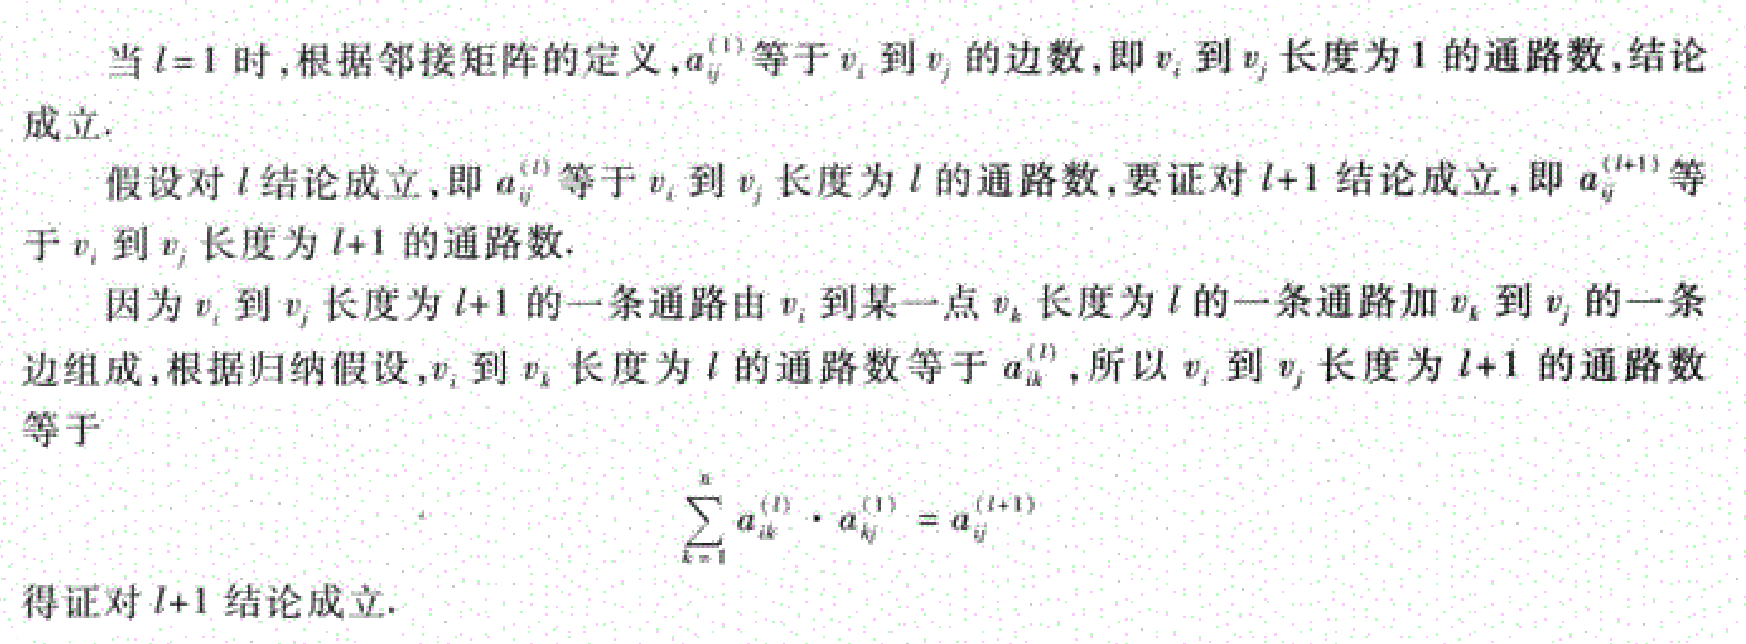 当 l=1 时,根据邻接矩阵的定义,a_{ij}^{(1)}等于 v_i 到 v_j 的边数,即 v_i 到 v_j 长度为 1 的通路数,结论
成立.
假设对 l 结论成立,即 a_{ij}^{(l)}等于 v_i 到 v_j 长度为 l 的通路数,要证对 l+1 结论成立,即 a_{ij}^{(l+1)}等
于 v_i 到 v_j 长度为 l+1 的通路数.
因为 v_i 到 v_j 长度为 l+1 的一条通路由 v_i 到某一点 v_k 长度为 l 的一条通路加 v_k 到 v_j 的一条
边组成,根据归纳假设,v_i 到 v_k 长度为 l 的通路数等于 a_{ik}^{(l)},所以 v_i 到 v_j 长度为 l+1 的通路数
等于
\sum_{k=1}^{n} a_{ik}^{(l)} · a_{kj}^{(1)} = a_{ij}^{(l+1)}
得证对 l+1 结论成立.